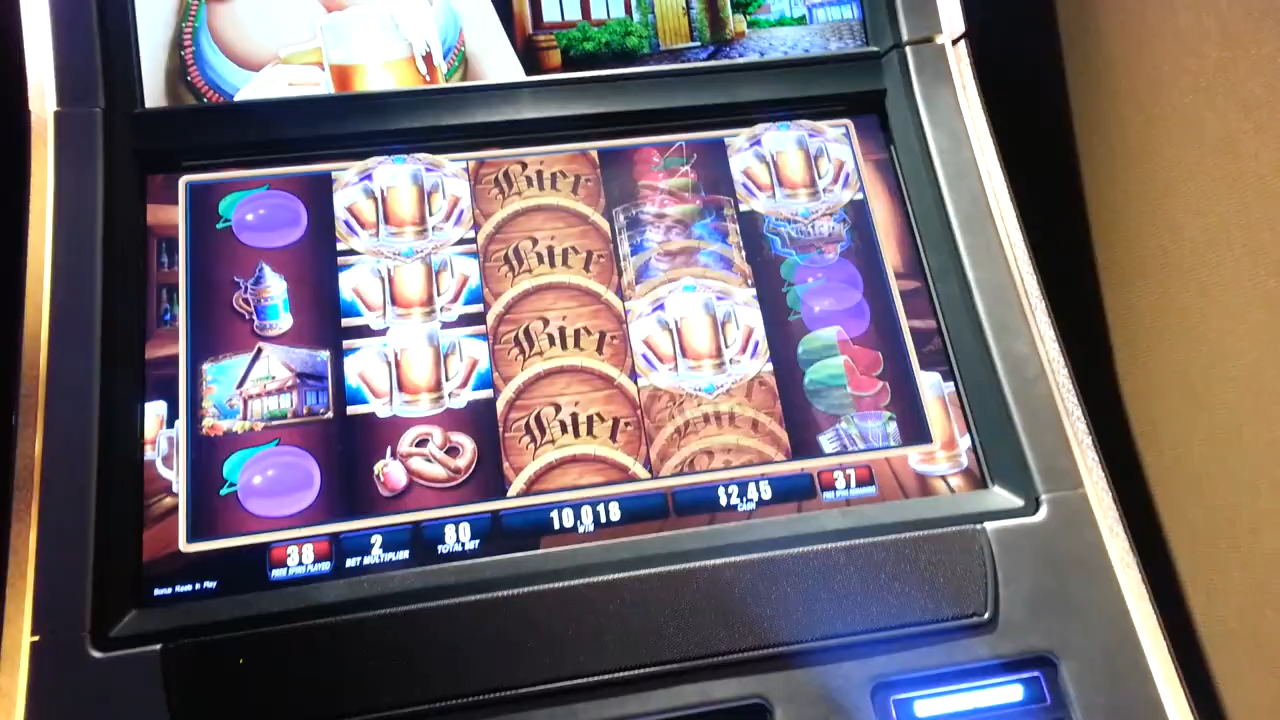 Bier
Bier
Bier
Bier
Bier
38
FREE SPINS PLAYED
2
BET MULTIPLIER
80
TOTAL BET
10,018
WIN
$2.45
CASH
37
FREE SPINS REMAINING
Bonus Reels In Play